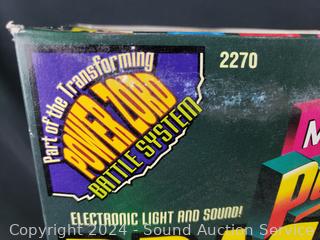 Part of the Transforming
POWER ZORD
BATTLE SYSTEM
2270
M
P
ELECTRONIC LIGHT AND SOUND!
Copyright 2024 - Sound Auction Service